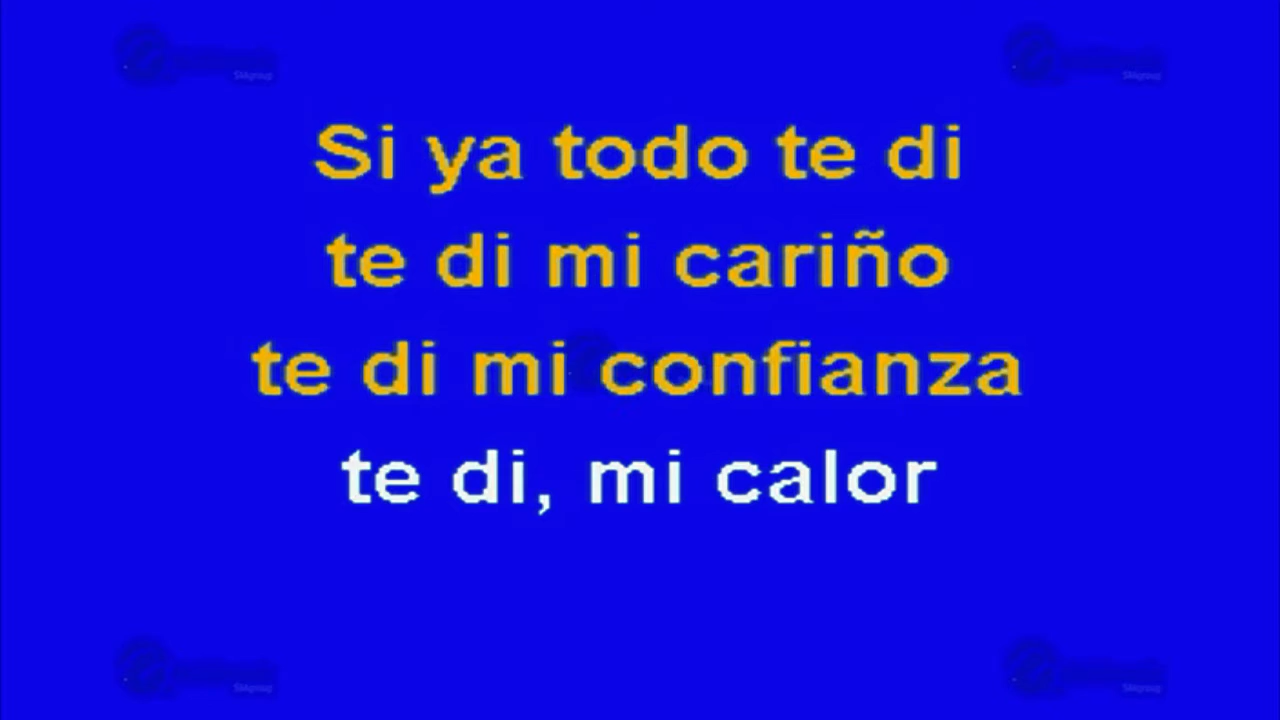 Si ya todo te di
te di mi cariño
te di mi confianza
te di, mi calor